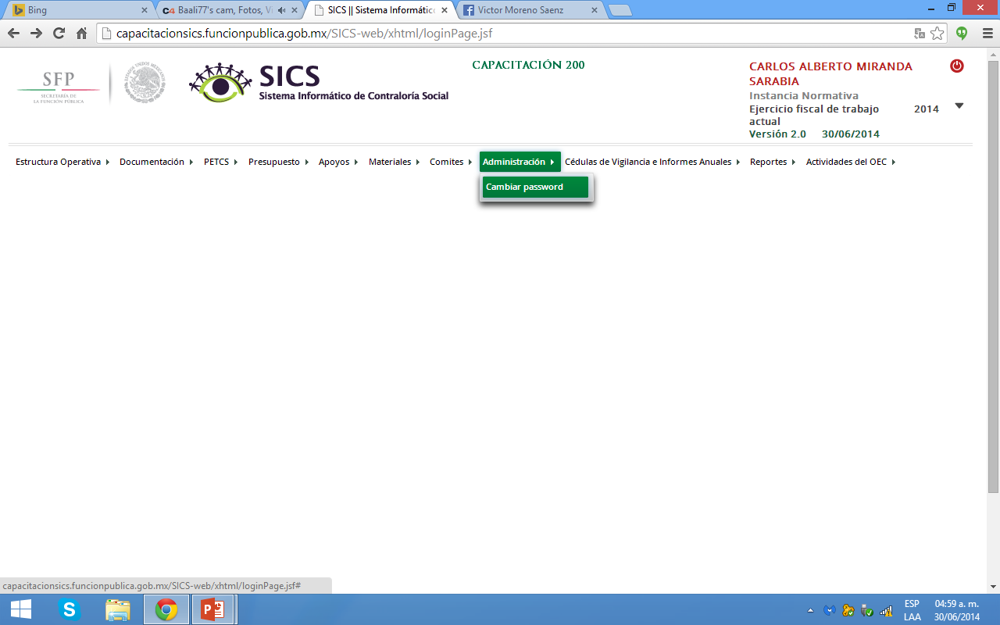 Bing
Baali77's cam, Fotos, Vi
SICS || Sistema Informático
Victor Moreno Saenz
capacitacionsics.funcionpublica.gob.mx/SICS-web/xhtml/loginPage.jsf
SFP
SECRETARÍA DE
LA FUNCIÓN PÚBLICA
ESTADOS UNIDOS MEXICANOS
SICS
Sistema Informático de Contraloría Social
CAPACITACIÓN 200
CARLOS ALBERTO MIRANDA
SARABIA
Instancia Normativa
Ejercicio fiscal de trabajo 2014
actual
Versión 2.0 30/06/2014
Estructura Operativa Documentación PETCS Presupuesto Apoyos Materiales Comites Administración Cédulas de Vigilancia e Informes Anuales Reportes Actividades del OEC
Cambiar password
capacitacionsics.funcionpublica.gob.mx/SICS-web/xhtml/loginPage.jsf#
ESP 04:59 a. m.
LAA 30/06/2014